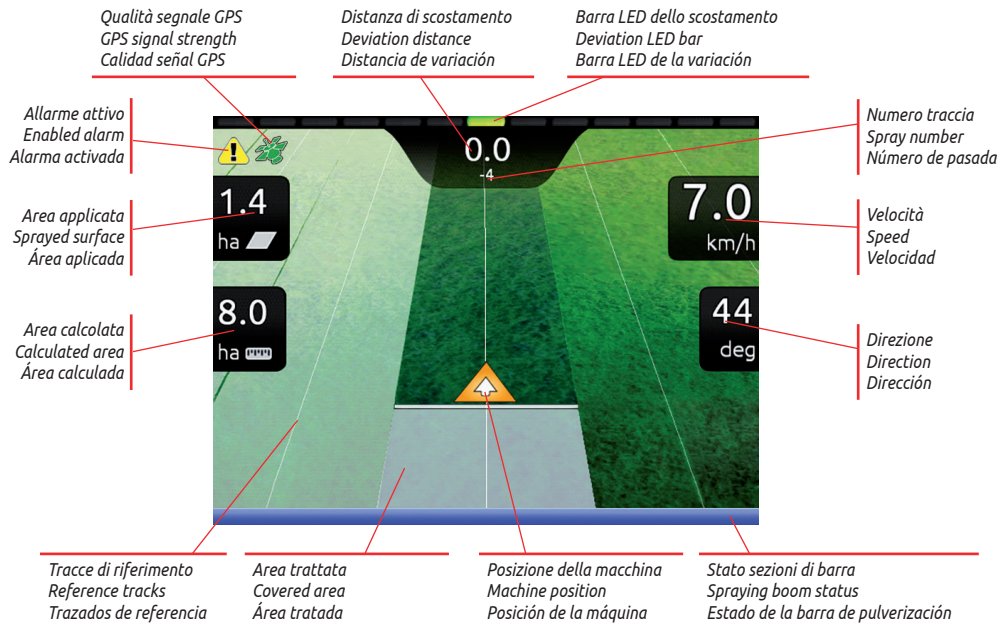 Qualità segnale GPS
GPS signal strength
Calidad señal GPS
Distanza di scostamento
Deviation distance
Distancia de variación
Barra LED dello scostamento
Deviation LED bar
Barra LED de la variación
Allarme attivo
Enabled alarm
Alarma activada
Numero traccia
Spray number
Número de pasada
0.0
-4
Area applicata
Sprayed surface
Área aplicada
1.4
ha
7.0
km/h
Velocità
Speed
Velocidad
Area calcolata
Calculated area
Área calculada
8.0
ha
44
deg
Direzione
Direction
Dirección
Tracce di riferimento
Reference tracks
Trazados de referencia
Area trattata
Covered area
Área tratada
Posizione della macchina
Machine position
Posición de la máquina
Stato sezioni di barra
Spraying boom status
Estado de la barra de pulverización